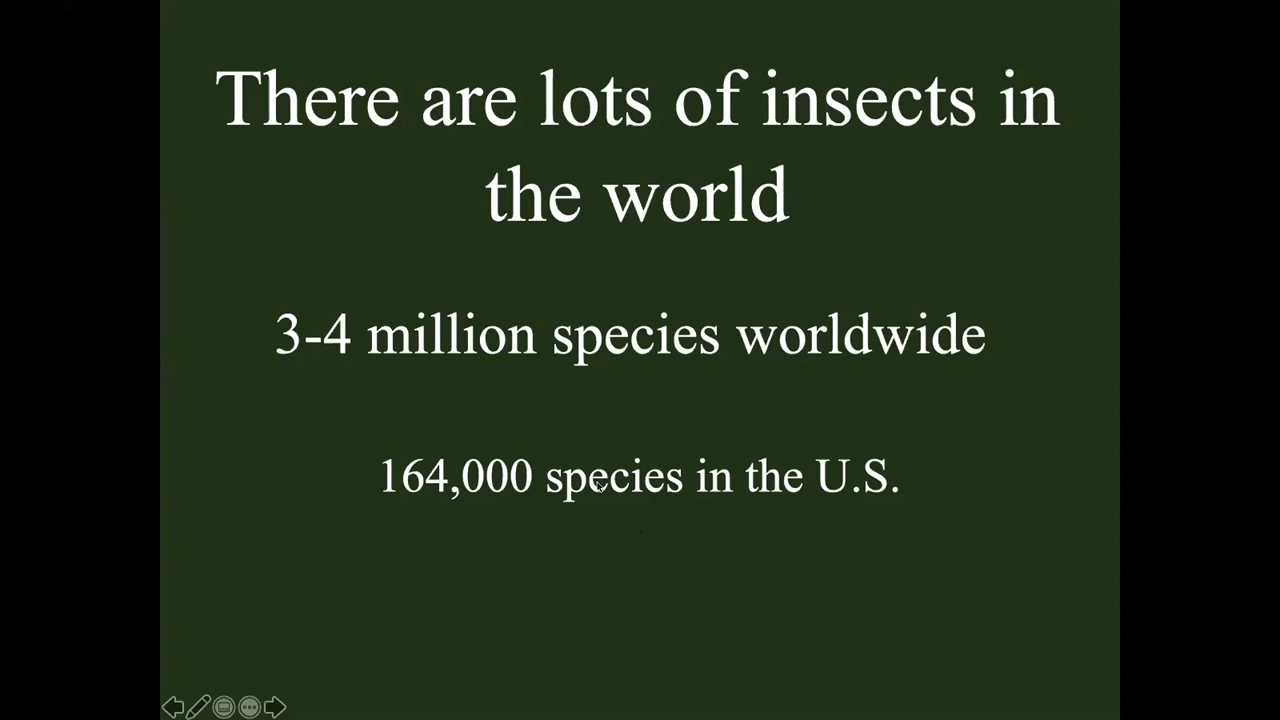 There are lots of insects in
the world
3-4 million species worldwide
164,000 species in the U.S.